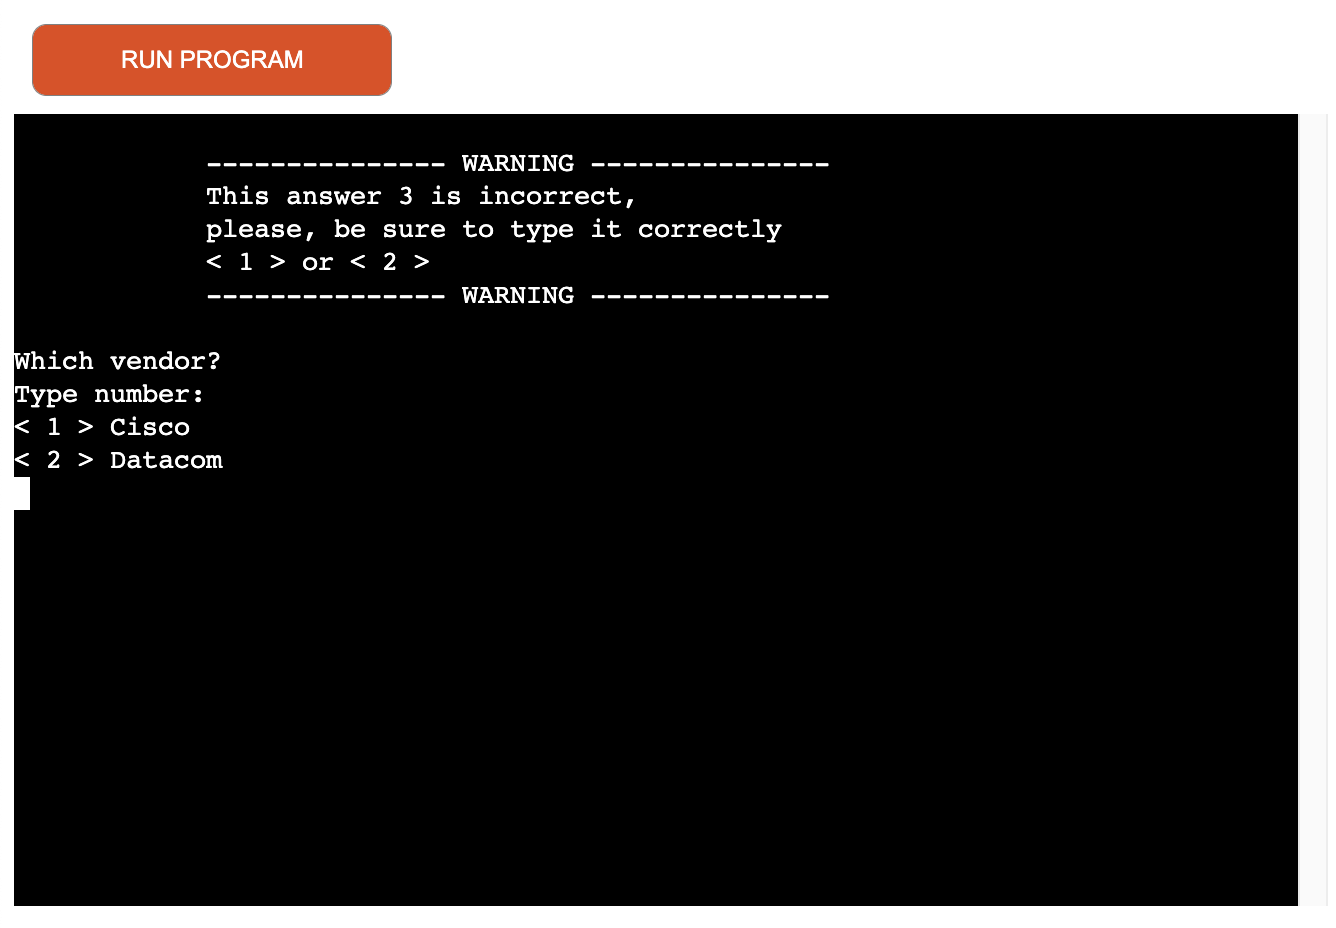 RUN PROGRAM
--------------- WARNING ---------------
This answer 3 is incorrect,
please, be sure to type it correctly
< 1 > or < 2 >
--------------- WARNING ---------------
Which vendor?
Type number:
< 1 > Cisco
< 2 > Datacom